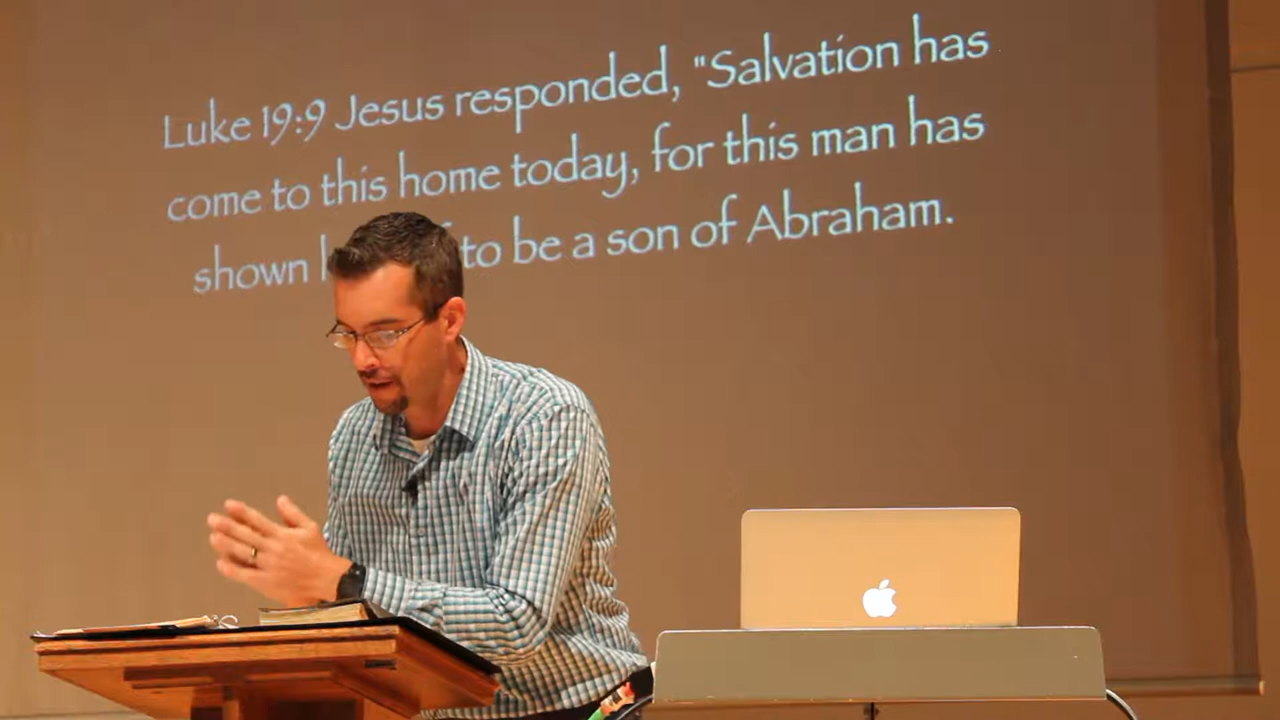 Luke 19:9 Jesus responded, "Salvation has
come to this home today, for this man has
shown to be a son of Abraham.